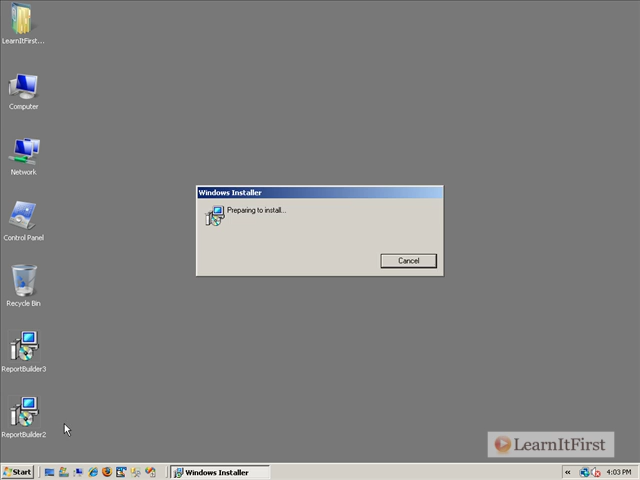 LearnItFirst...
Computer
Network
Control Panel
Recycle Bin
ReportBuilder3
ReportBuilder2
Windows Installer
Preparing to install...
Cancel
LearnItFirst
Start
Windows Installer
«
4:03 PM